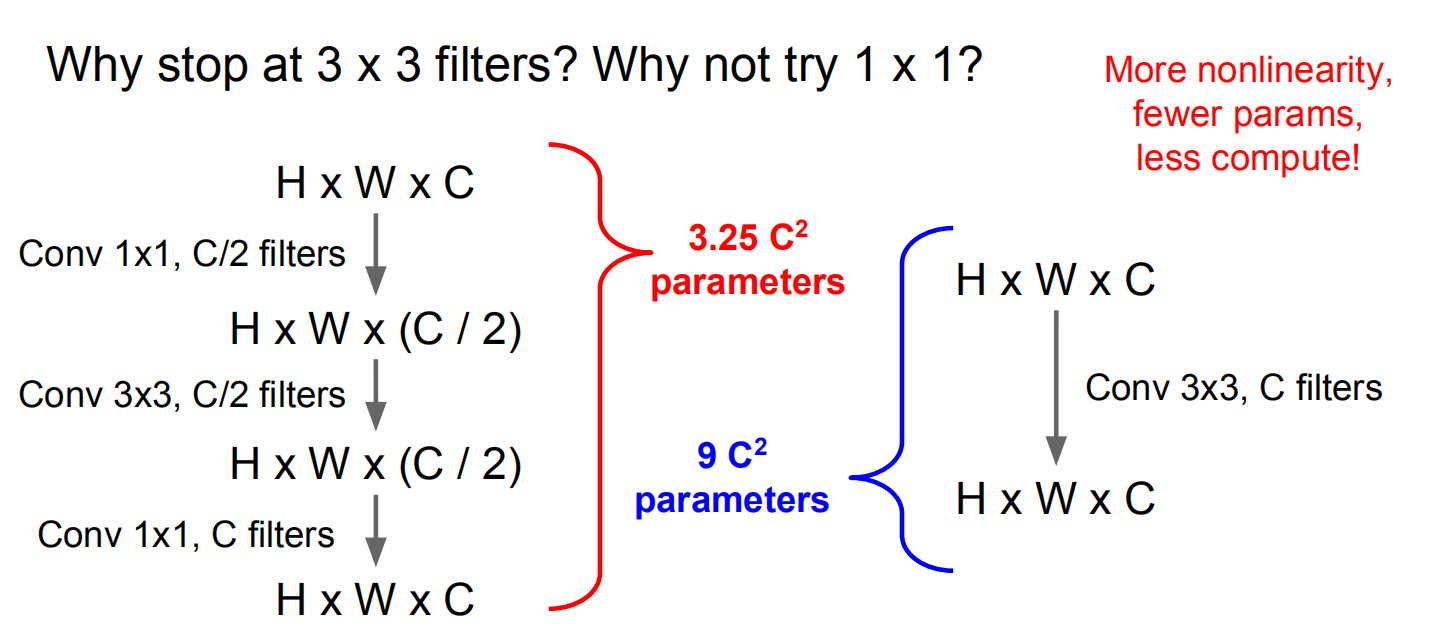 Why stop at 3 x 3 filters? Why not try 1 x 1?
More nonlinearity,
fewer params,
less compute!
H x W x C
Conv 1x1, C/2 filters
H x W x (C / 2)
Conv 3x3, C/2 filters
H x W x (C / 2)
Conv 1x1, C filters
H x W x C
3.25 C²
parameters
9 C²
parameters
H x W x C
Conv 3x3, C filters
H x W x C